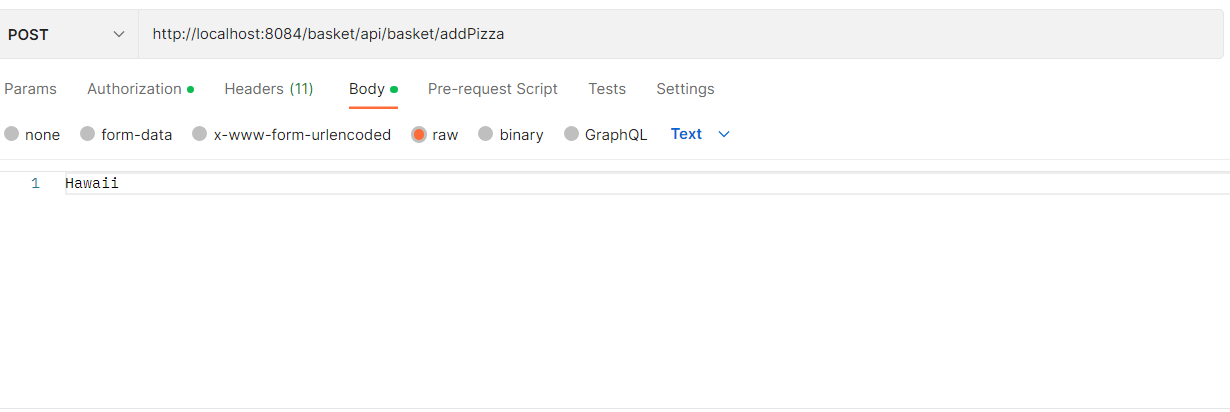 POST http://localhost:8084/basket/api/basket/addPizza
Params Authorization Headers (11) Body Pre-request Script Tests Settings
none form-data x-www-form-urlencoded raw binary GraphQL Text
1 Hawaii